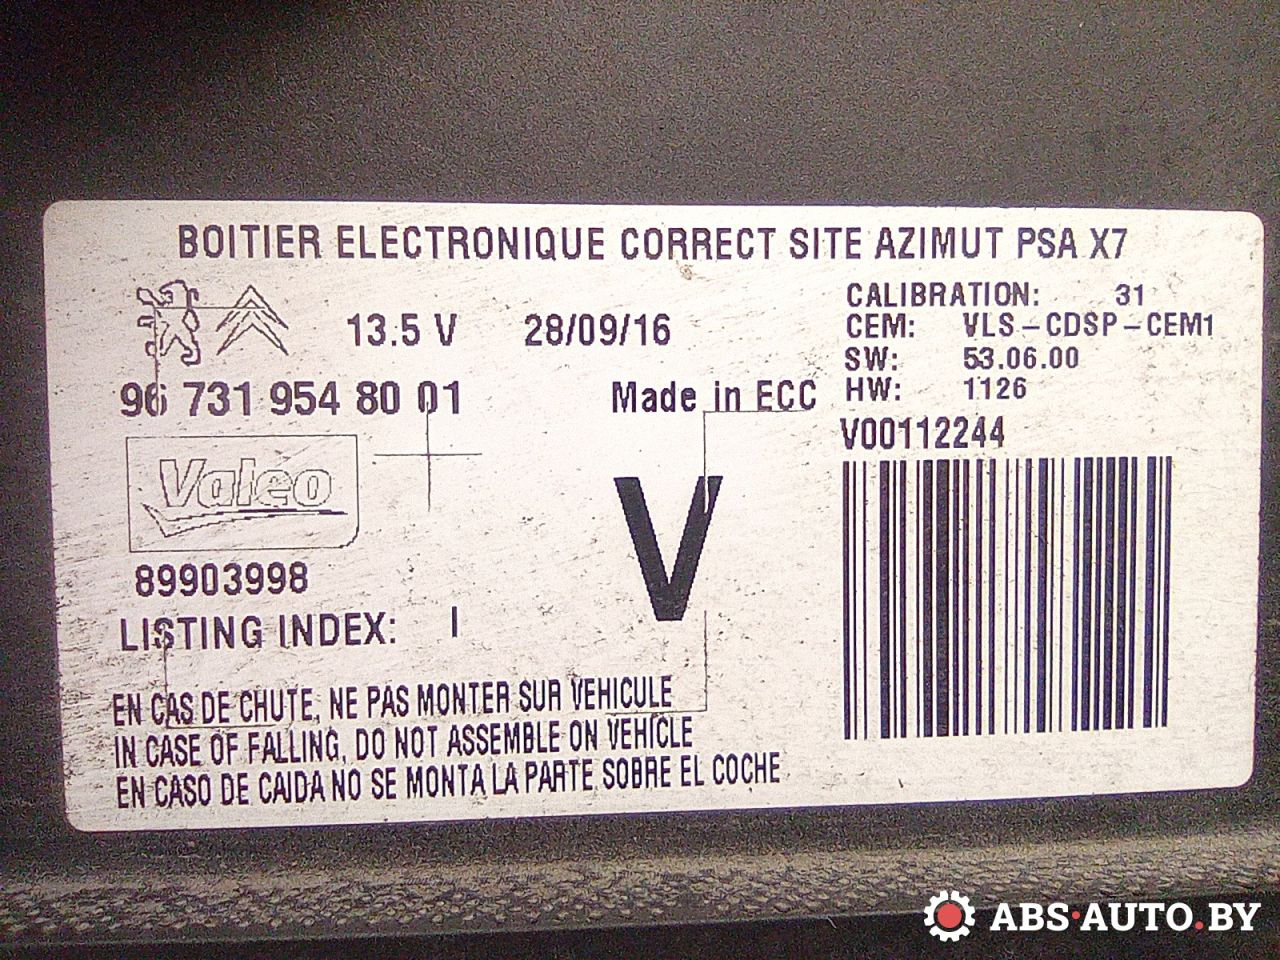 BOITIER ELECTRONIQUE CORRECT SITE AZIMUT PSA X7
13.5 V 28/09/16
96 731 954 80 01 Made in ECC
CALIBRATION: 31
CEM: VLS-CDSP-CEM1
SW: 53.06.00
HW: 1126
V00112244
Valeo
V
89903998
LISTING INDEX: I
EN CAS DE CHUTE, NE PAS MONTER SUR VEHICULE
IN CASE OF FALLING, DO NOT ASSEMBLE ON VEHICLE
EN CASO DE CAIDA NO SE MONTA LA PARTE SOBRE EL COCHE
ABS·AUTO.BY